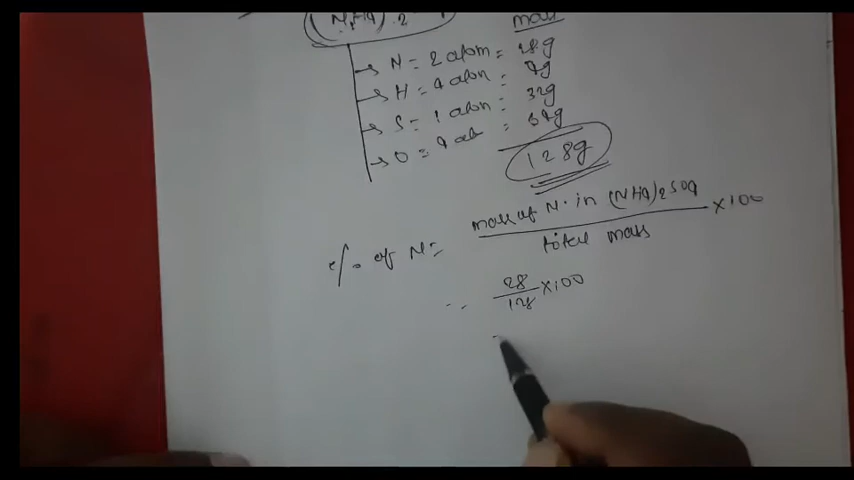 mass
N = 2 atom = 28g
H = 4 atom = 4g
S = 1 atom = 32g
O = 4 = 64g
128g
% of N = mass of N in (NH4)2SO4 / total mass × 100
= 28/128 × 100